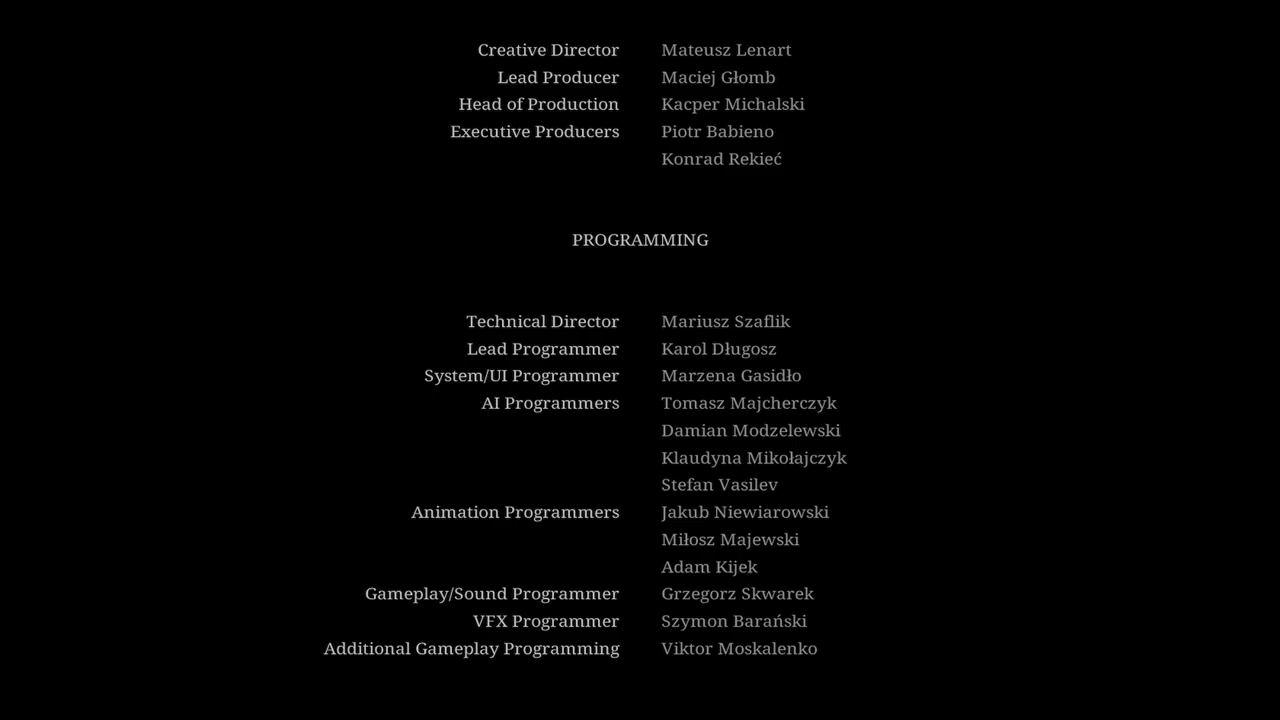 Creative Director Mateusz Lenart
Lead Producer Maciej Głomb
Head of Production Kacper Michalski
Executive Producers Piotr Babieno
Konrad Rekieć
PROGRAMMING
Technical Director Mariusz Szaflik
Lead Programmer Karol Długosz
System/UI Programmer Marzena Gasidło
AI Programmers Tomasz Majcherczyk
Damian Modzelewski
Klaudyna Mikołajczyk
Stefan Vasilev
Animation Programmers Jakub Niewiarowski
Miłosz Majewski
Adam Kijek
Gameplay/Sound Programmer Grzegorz Skwarek
VFX Programmer Szymon Barański
Additional Gameplay Programming Viktor Moskalenko